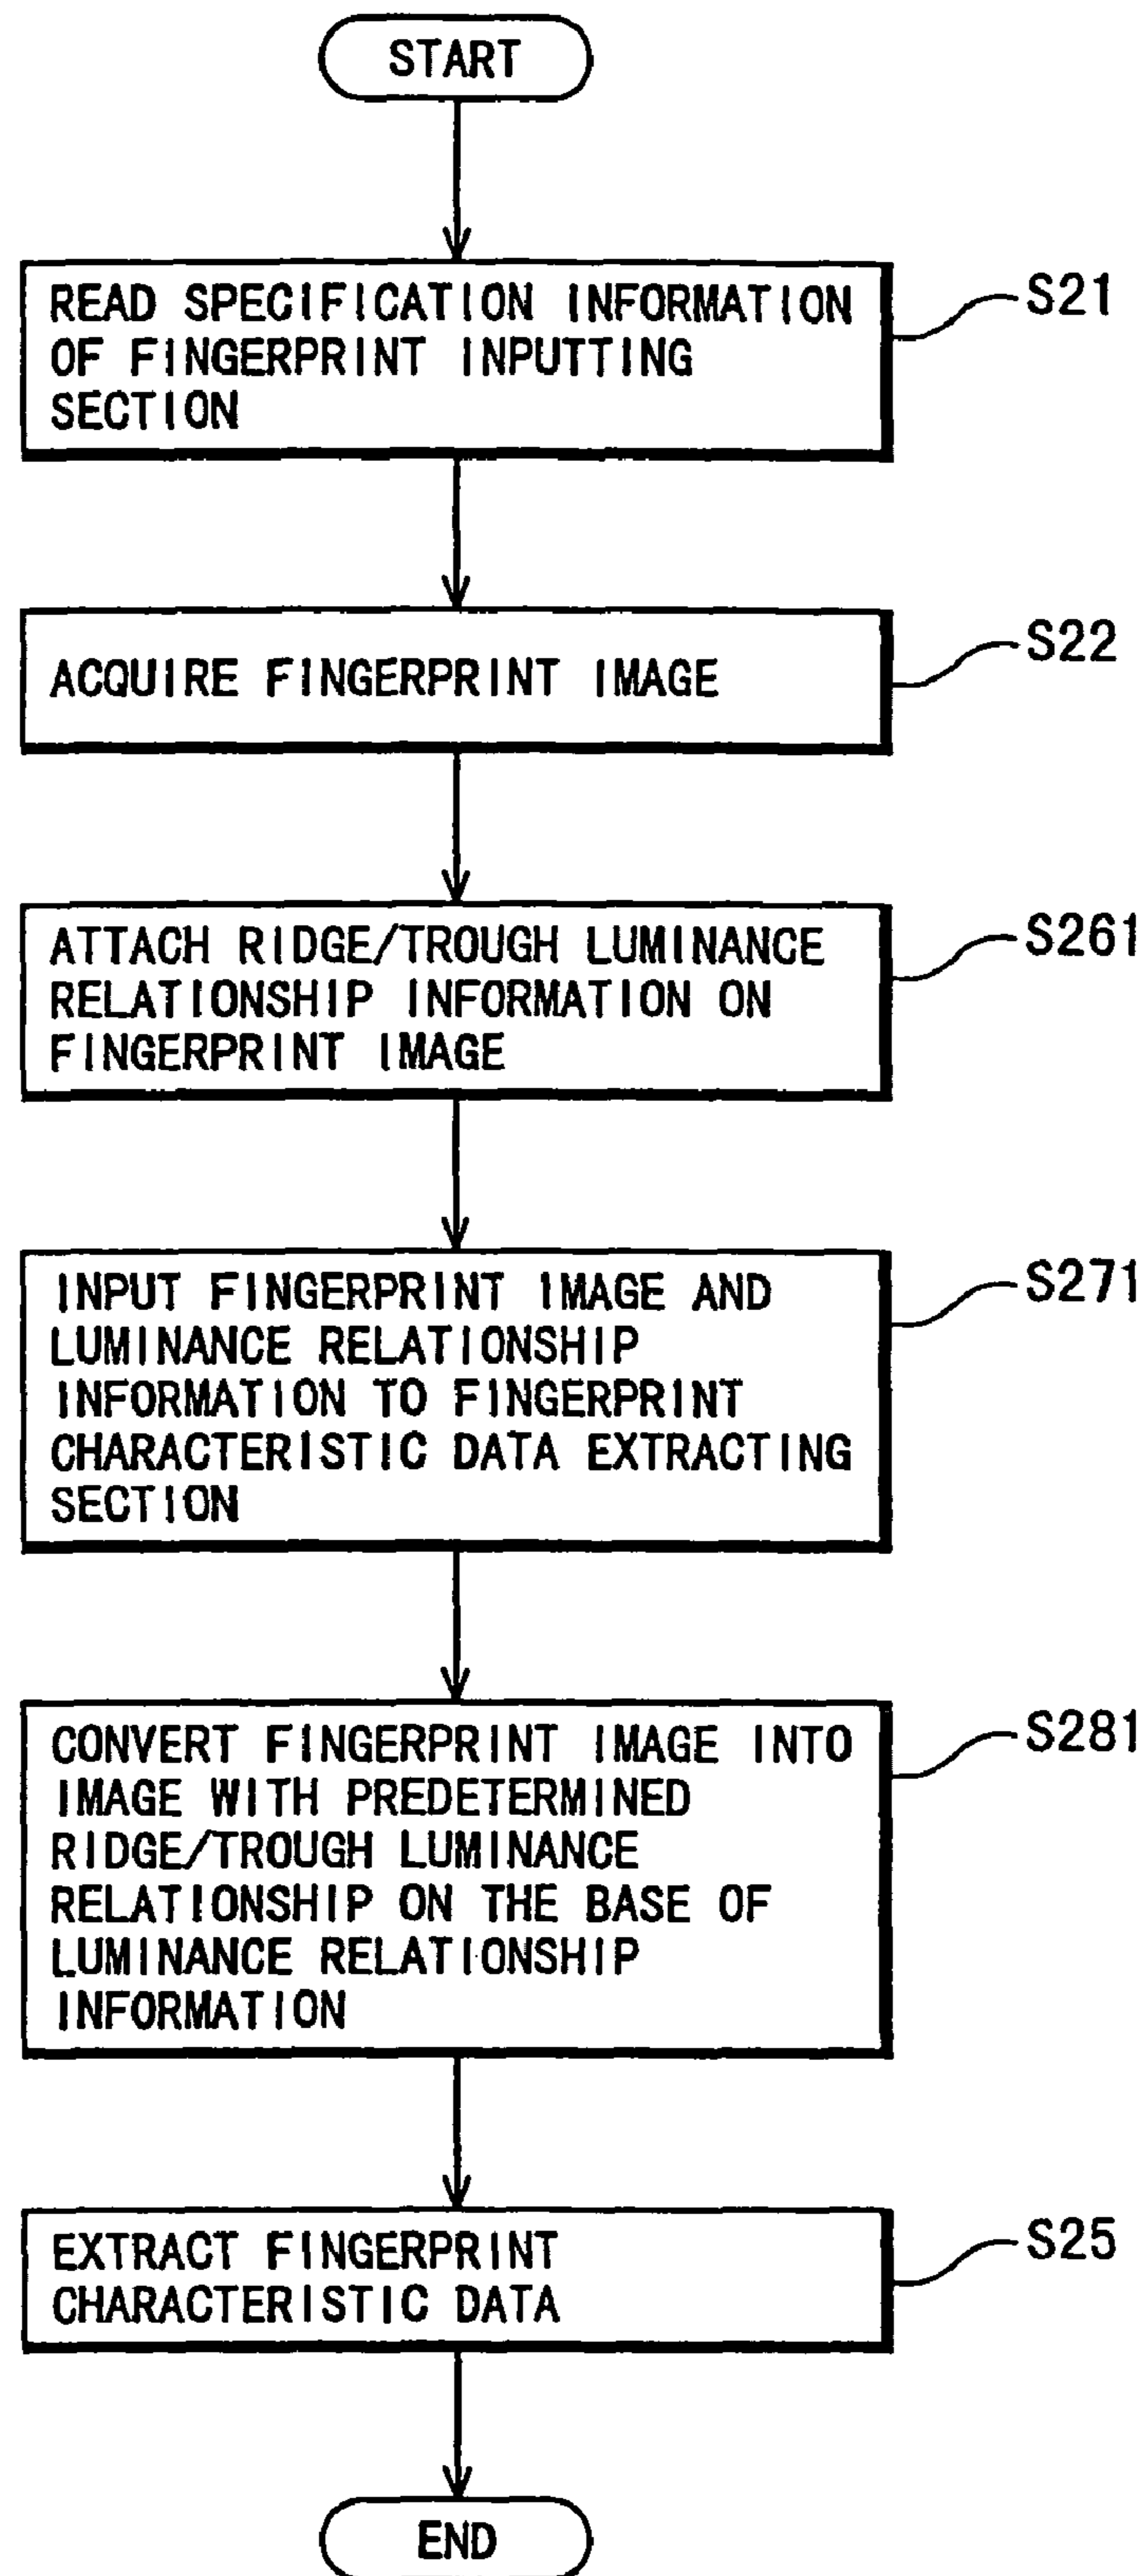 START
READ SPECIFICATION INFORMATION
OF FINGERPRINT INPUTTING
SECTION
S21
ACQUIRE FINGERPRINT IMAGE
S22
ATTACH RIDGE/TROUGH LUMINANCE
RELATIONSHIP INFORMATION ON
FINGERPRINT IMAGE
S261
INPUT FINGERPRINT IMAGE AND
LUMINANCE RELATIONSHIP
INFORMATION TO FINGERPRINT
CHARACTERISTIC DATA EXTRACTING
SECTION
S271
CONVERT FINGERPRINT IMAGE INTO
IMAGE WITH PREDETERMINED
RIDGE/TROUGH LUMINANCE
RELATIONSHIP ON THE BASE OF
LUMINANCE RELATIONSHIP
INFORMATION
S281
EXTRACT FINGERPRINT
CHARACTERISTIC DATA
S25
END